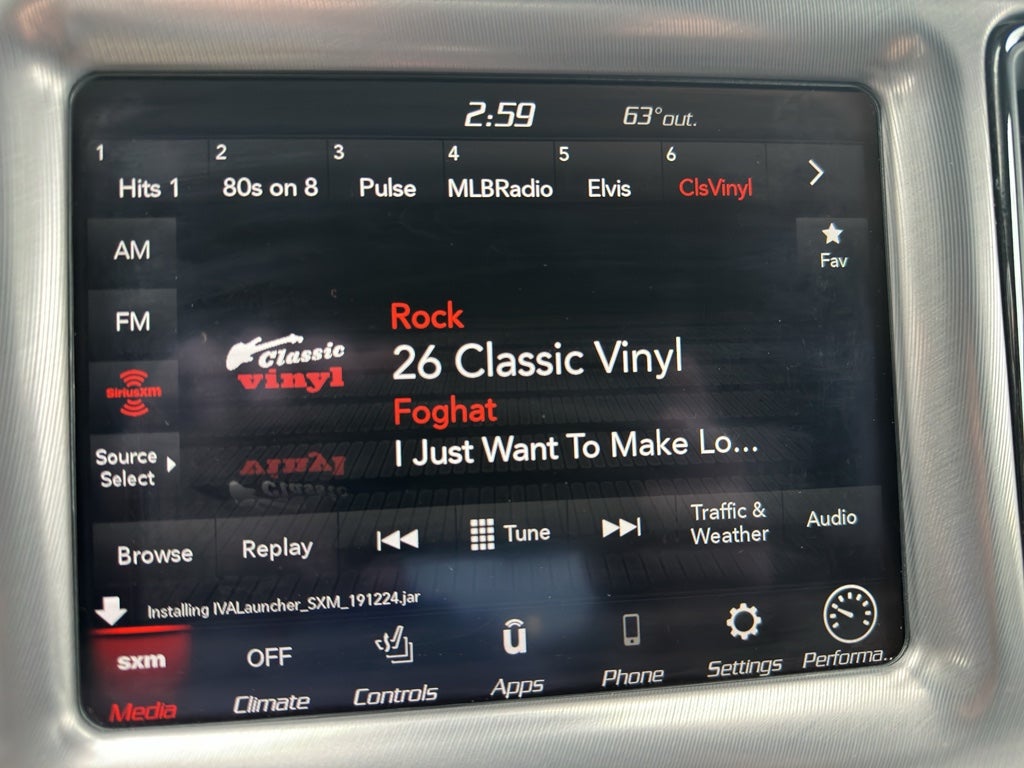 2:59 63°out.
1 2 3 4 5 6
Hits 1 80s on 8 Pulse MLBRadio Elvis ClsVinyl
AM
Fav
FM
Rock
Classic
vinyl
26 Classic Vinyl
SiriusXM
Foghat
I Just Want To Make Lo...
Source
Select
Browse Replay Tune Traffic &
Weather
Audio
Installing IVALauncher_SXM_191224.jar
sxm OFF ü
Media Climate Controls Apps Phone Settings Performa..